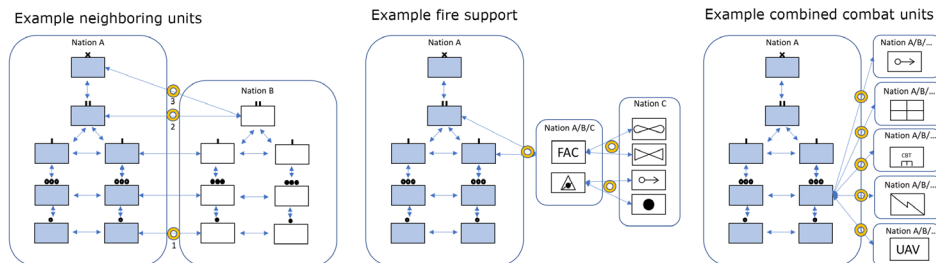 Example neighboring units
Nation A
3
Nation B
2
1
Example fire support
Nation A
Nation A/B/C
FAC
Nation C
Example combined combat units
Nation A
Nation A/B/...
Nation A/B/...
Nation A/B/...
CBT
Nation A/B/...
Nation A/B/...
UAV